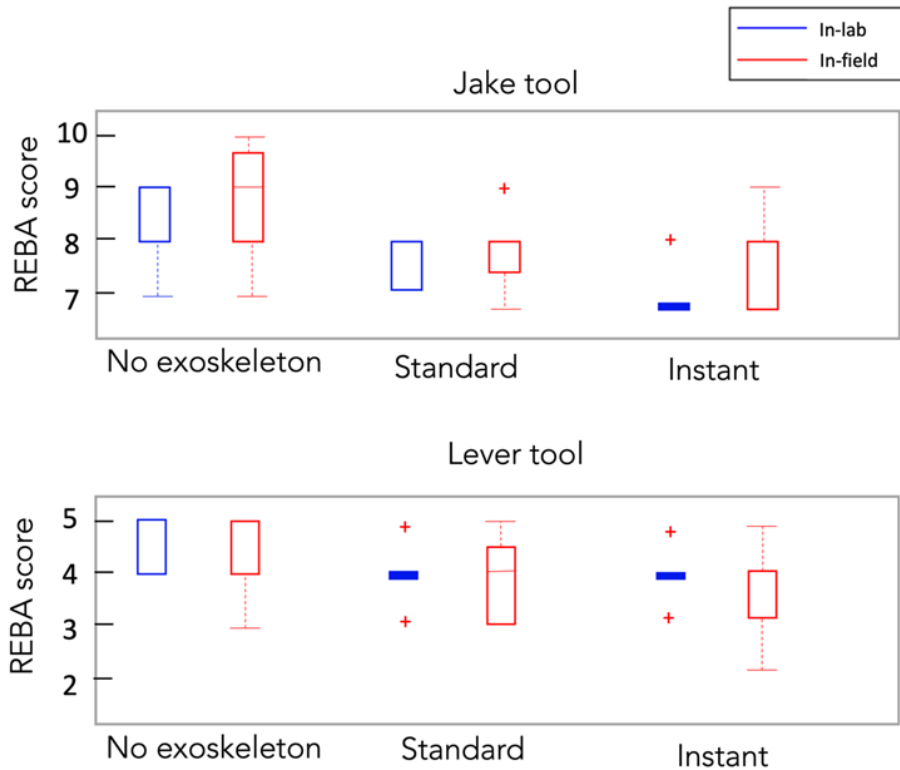 In-lab
In-field
Jake tool
REBA score
10
9
8
7
No exoskeleton
Standard
Instant
Lever tool
REBA score
5
4
3
2
No exoskeleton
Standard
Instant